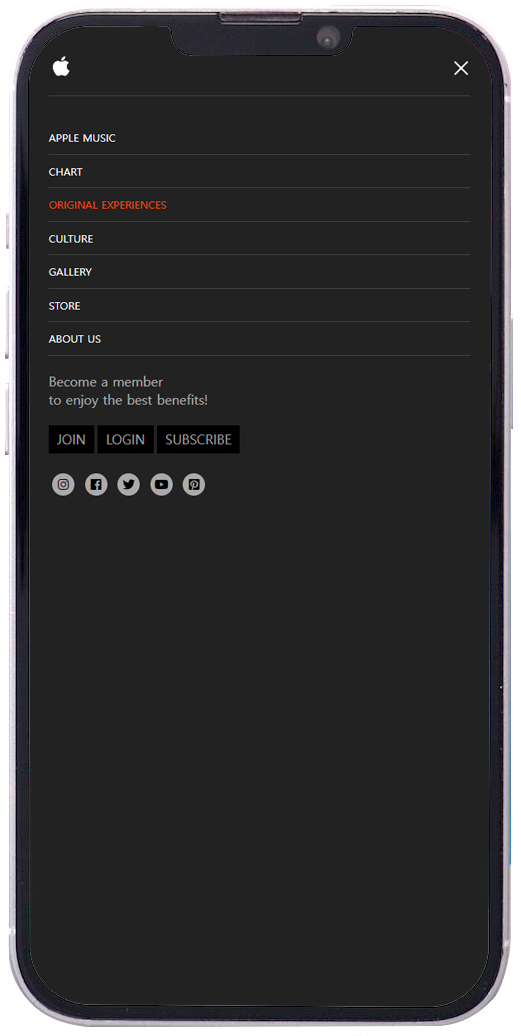 APPLE MUSIC
CHART
ORIGINAL EXPERIENCES
CULTURE
GALLERY
STORE
ABOUT US
Become a member
to enjoy the best benefits!
JOIN LOGIN SUBSCRIBE